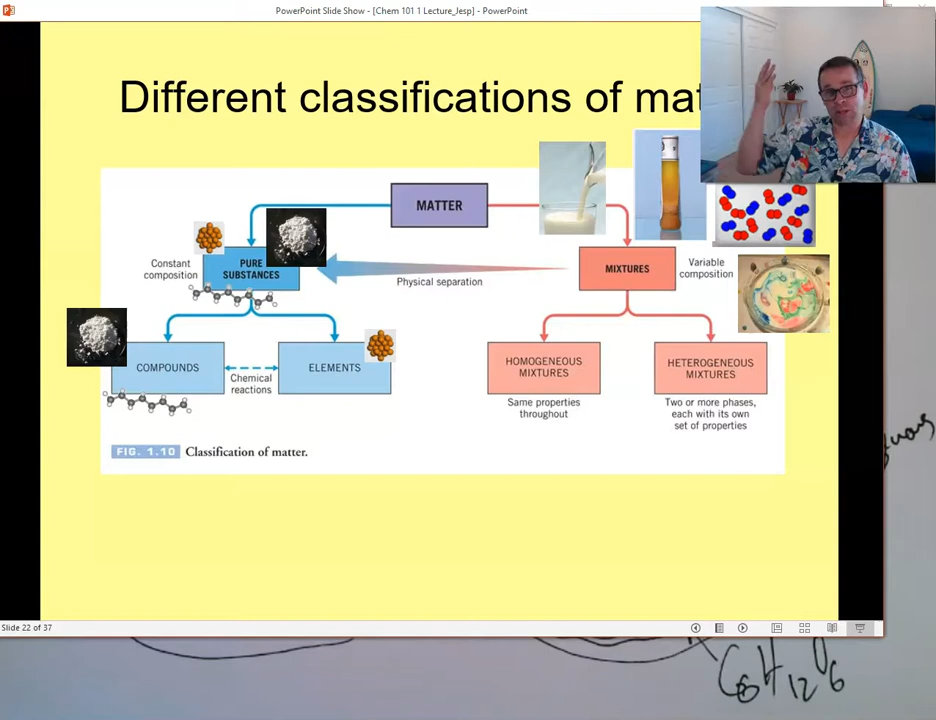 PowerPoint Slide Show - [Chem 101 1 Lecture_Jesp] - PowerPoint
Different classifications of mat
MATTER
Constant
composition
PURE
SUBSTANCES
Physical separation
MIXTURES
Variable
composition
COMPOUNDS
Chemical
reactions
ELEMENTS
HOMOGENEOUS
MIXTURES
Same properties
throughout
HETEROGENEOUS
MIXTURES
Two or more phases,
each with its own
set of properties
FIG. 1.10 Classification of matter.
Slide 22 of 37
C6H12O6